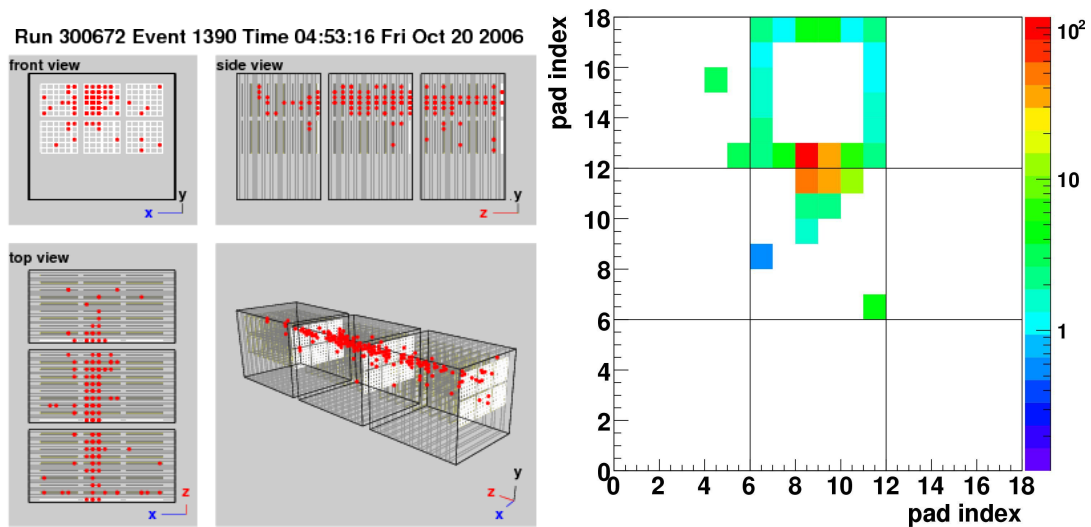 Run 300672 Event 1390 Time 04:53:16 Fri Oct 20 2006
front view
y
x
side view
.y
z
top view
z
x
y
z
x
pad index
18
16
14
12
10
8
6
4
2
0
0 2 4 6 8 10 12 14 16 18
pad index
10²
10
1